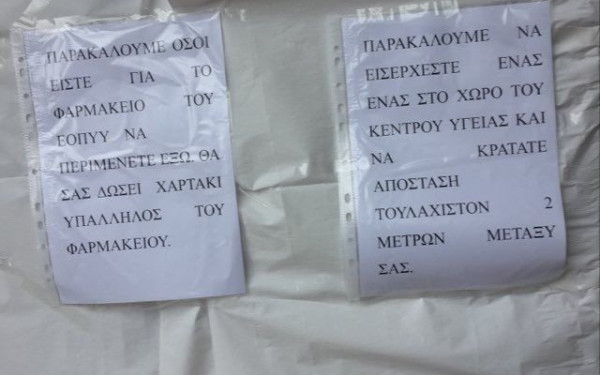 ΠΑΡΑΚΑΛΟΥΜΕ ΟΣΟΙ
ΕΙΣΤΕ ΓΙΑ ΤΟ
ΦΑΡΜΑΚΕΙΟ ΤΟΥ
ΕΟΠΥΥ ΝΑ
ΠΕΡΙΜΕΝΕΤΕ ΕΞΩ. ΘΑ
ΣΑΣ ΔΩΣΕΙ ΧΑΡΤΑΚΙ
ΥΠΑΛΛΗΛΟΣ ΤΟΥ
ΦΑΡΜΑΚΕΙΟΥ.
ΠΑΡΑΚΑΛΟΥΜΕ ΝΑ
ΕΙΣΕΡΧΕΣΤΕ ΕΝΑΣ
ΕΝΑΣ ΣΤΟ ΧΩΡΟ ΤΟΥ
ΚΕΝΤΡΟΥ ΥΓΕΙΑΣ ΚΑΙ
ΝΑ ΚΡΑΤΑΤΕ
ΑΠΟΣΤΑΣΗ
ΤΟΥΛΑΧΙΣΤΟΝ 2
ΜΕΤΡΩΝ ΜΕΤΑΞΥ
ΣΑΣ.